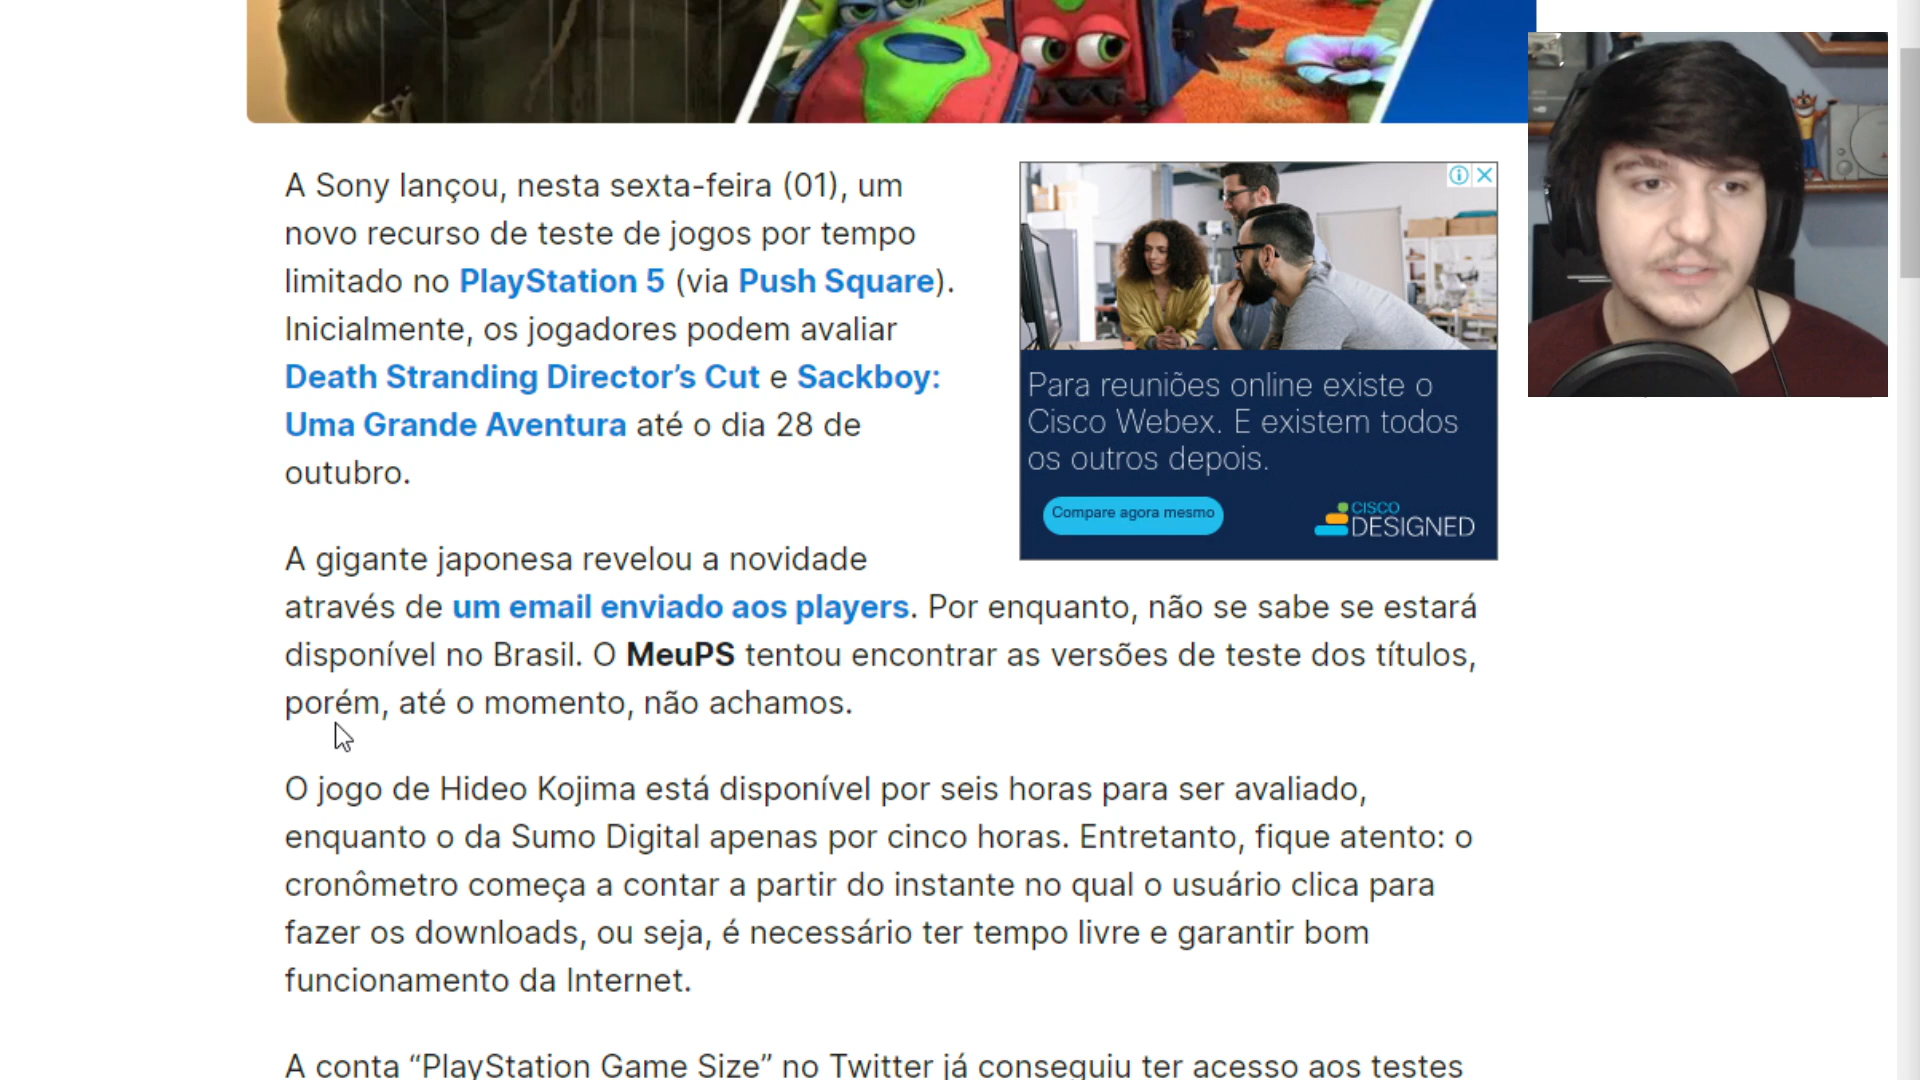 A Sony lançou, nesta sexta-feira (01), um
novo recurso de teste de jogos por tempo
limitado no PlayStation 5 (via Push Square).
Inicialmente, os jogadores podem avaliar
Death Stranding Director’s Cut e Sackboy:
Uma Grande Aventura até o dia 28 de
outubro.
Para reuniões online existe o
Cisco Webex. E existem todos
os outros depois.
Compare agora mesmo
CISCO
DESIGNED
A gigante japonesa revelou a novidade
através de um email enviado aos players. Por enquanto, não se sabe se estará
disponível no Brasil. O MeuPS tentou encontrar as versões de teste dos títulos,
porém, até o momento, não achamos.
O jogo de Hideo Kojima está disponível por seis horas para ser avaliado,
enquanto o da Sumo Digital apenas por cinco horas. Entretanto, fique atento: o
cronômetro começa a contar a partir do instante no qual o usuário clica para
fazer os downloads, ou seja, é necessário ter tempo livre e garantir bom
funcionamento da Internet.
A conta “PlayStation Game Size” no Twitter já conseguiu ter acesso aos testes